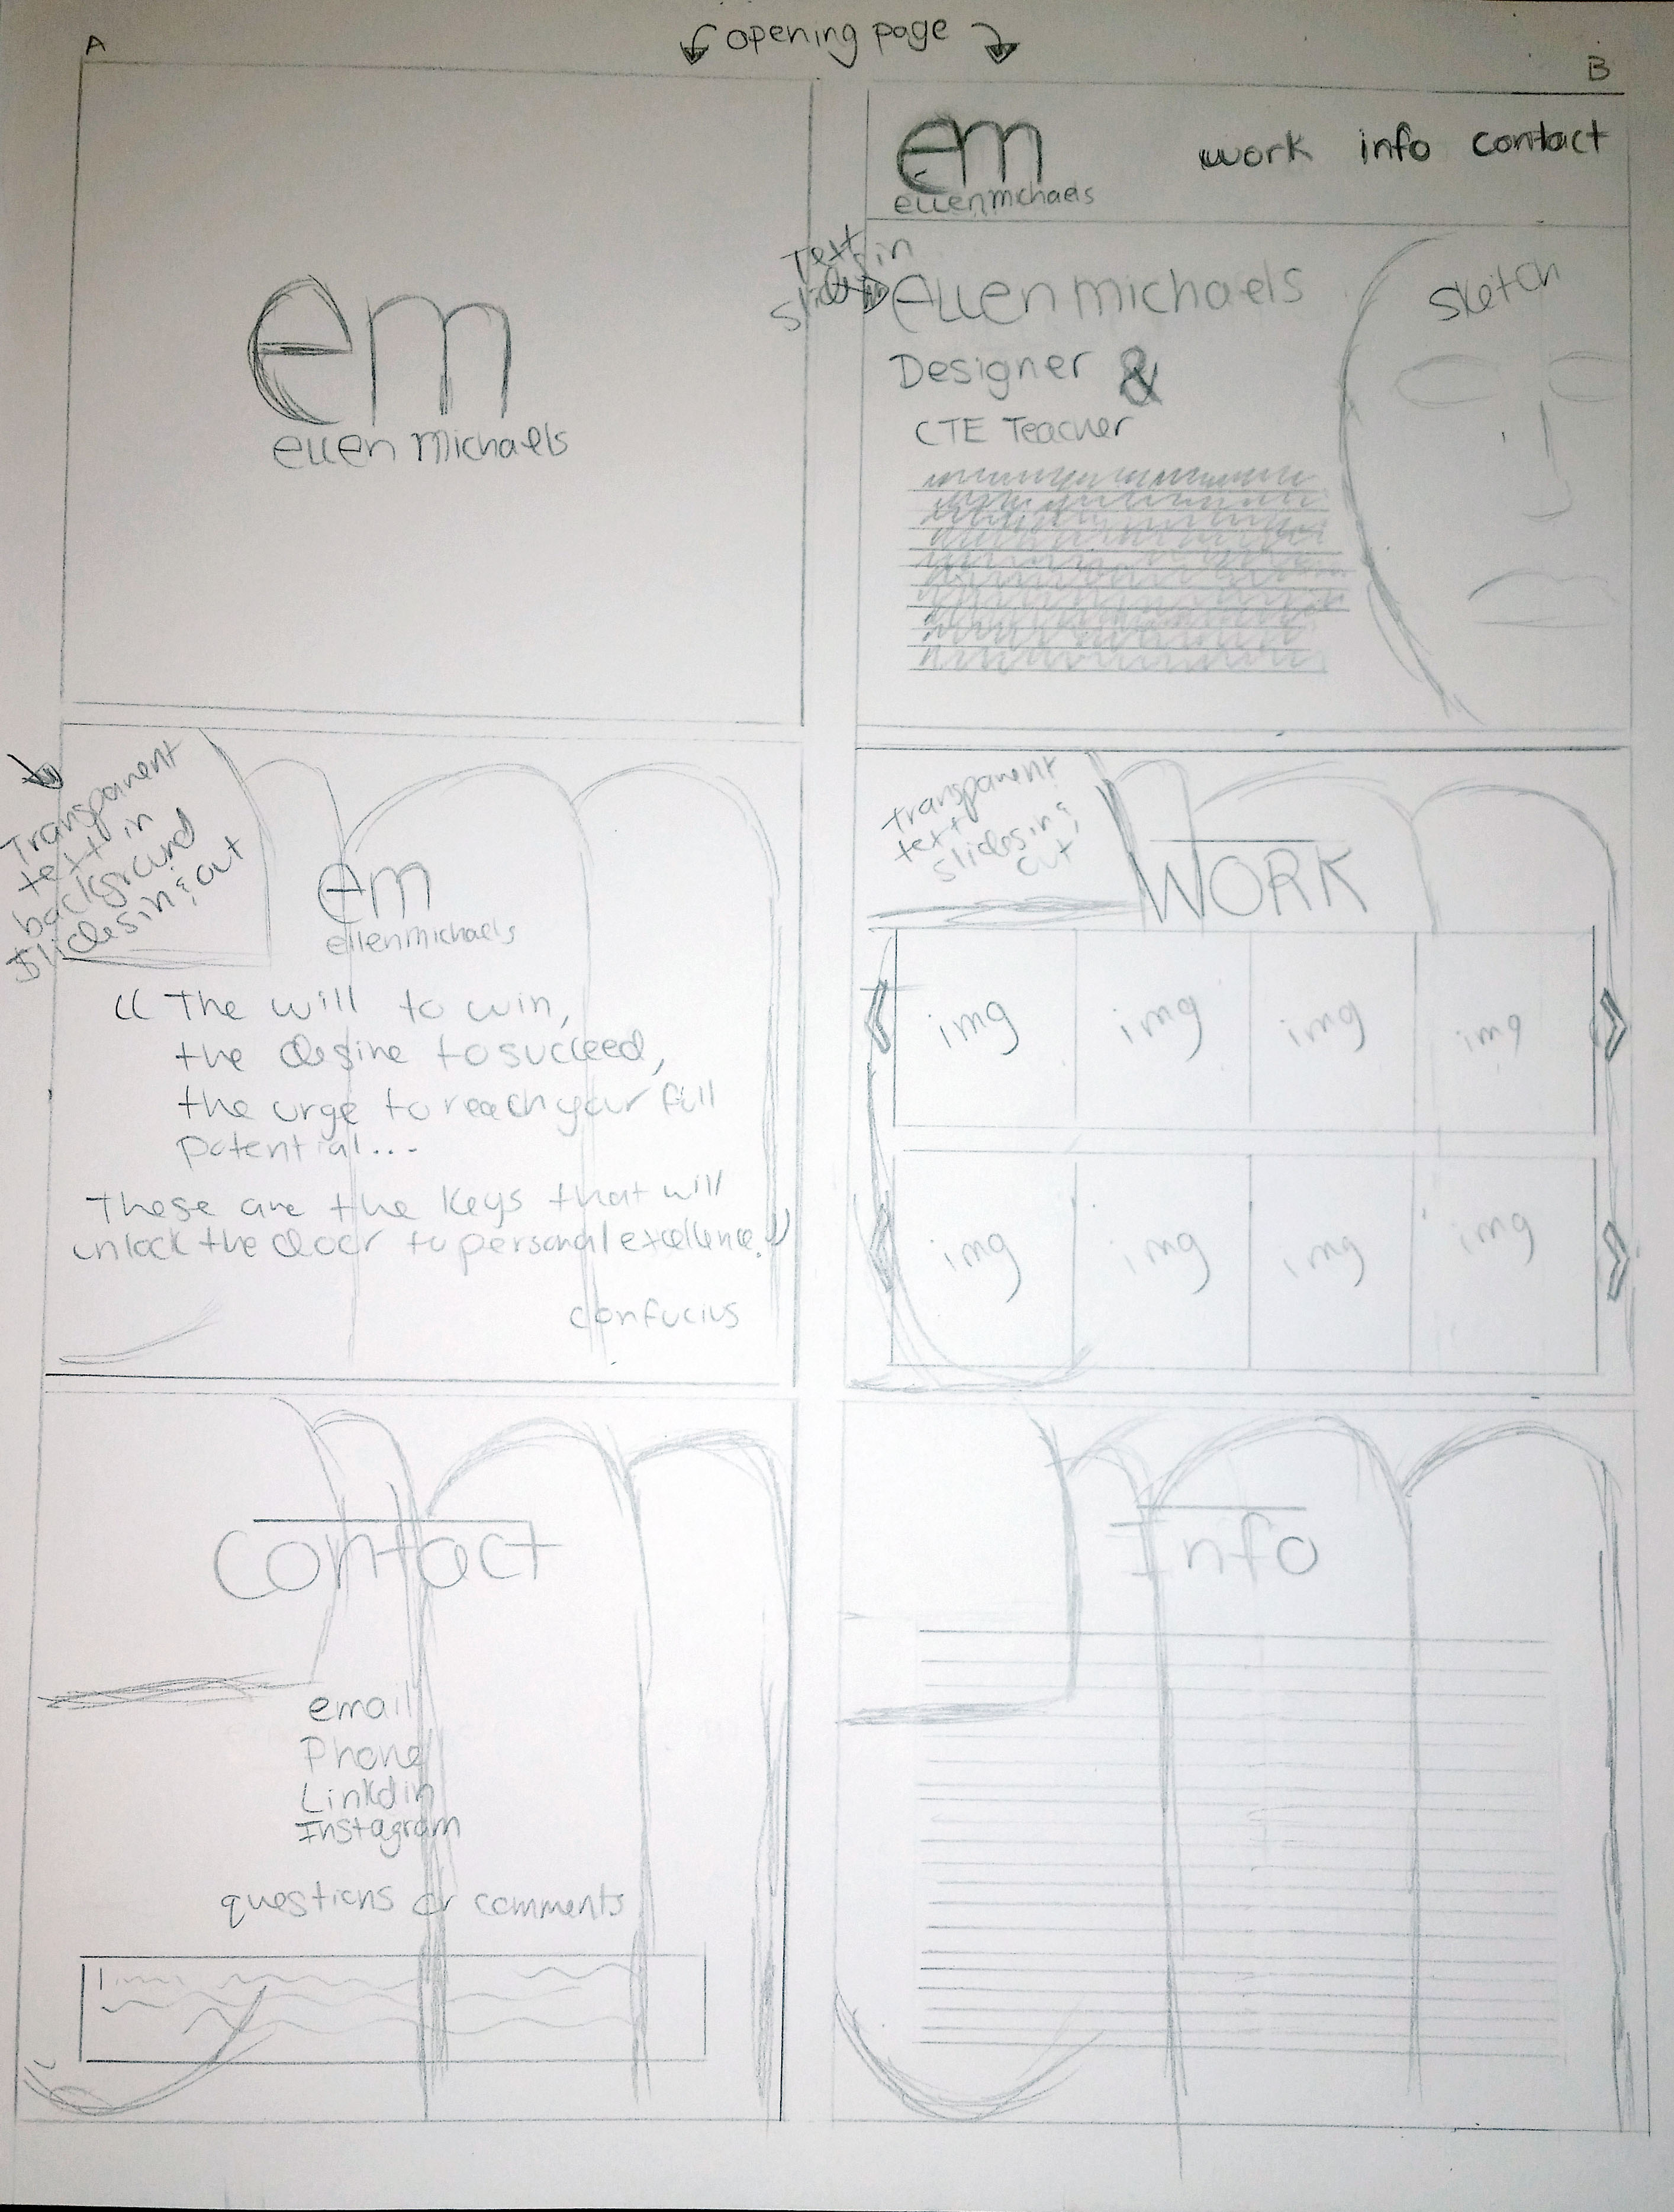 opening page
A
em
ellen michaels
B
em
ellenmichaels
work info contact
Text in
Ellen michaels
sketch
Designer &
CTE Teacher
Transparent
text in
background
slides in & out
em
ellenmichaels
“ The will to win,
the desire to succeed,
the urge to reach your full
potential...
These are the keys that will
unlock the door to personal excellence.”
confucius
transparent
text
slides in &
out
WORK
img img img img
img img img img
Contact
email
Phone
Linkdin
Instagram
questions or comments
Info